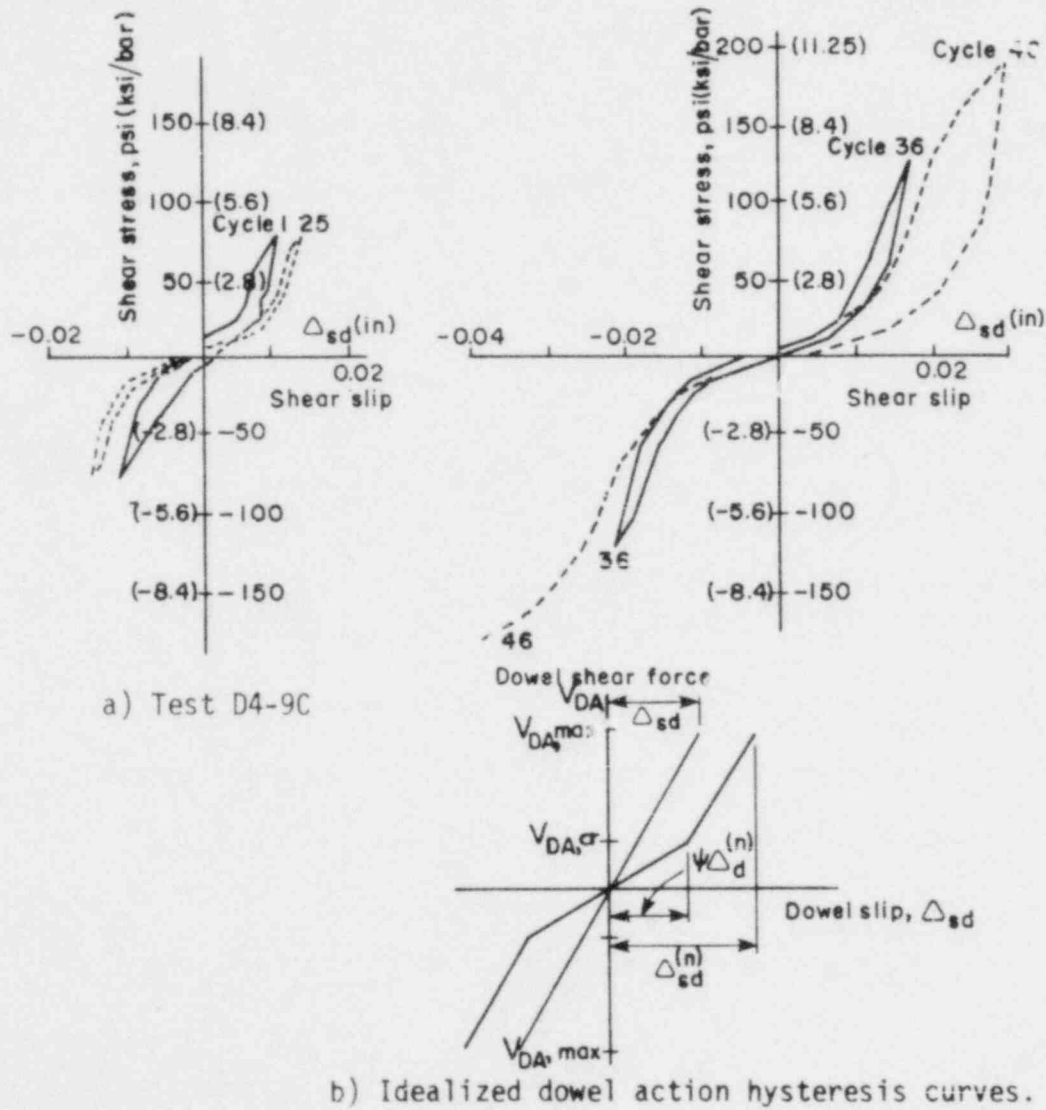 Shear stress, psi (ksi/bar)
150 (8.4)
100 (5.6)
Cycle 1 25
50 (2.8)
-0.02
Δsd(in)
0.02
Shear slip
(-2.8) -50
(-5.6) -100
(-8.4) -150
Shear stress, psi (ksi/bar)
200 (11.25)
Cycle
150 (8.4)
Cycle 36
100 (5.6)
50 (2.8)
-0.04
-0.02
Δsd(in)
0.02
Shear slip
(-2.8) -50
(-5.6) -100
36
(-8.4) -150
46
a) Test D4-9C
Dowel shear force
VDA
Δsd
VDA,max
VDA,cr
ψΔd(n)
Dowel slip, Δsd
Δsd(n)
VDA,max
b) Idealized dowel action hysteresis curves.